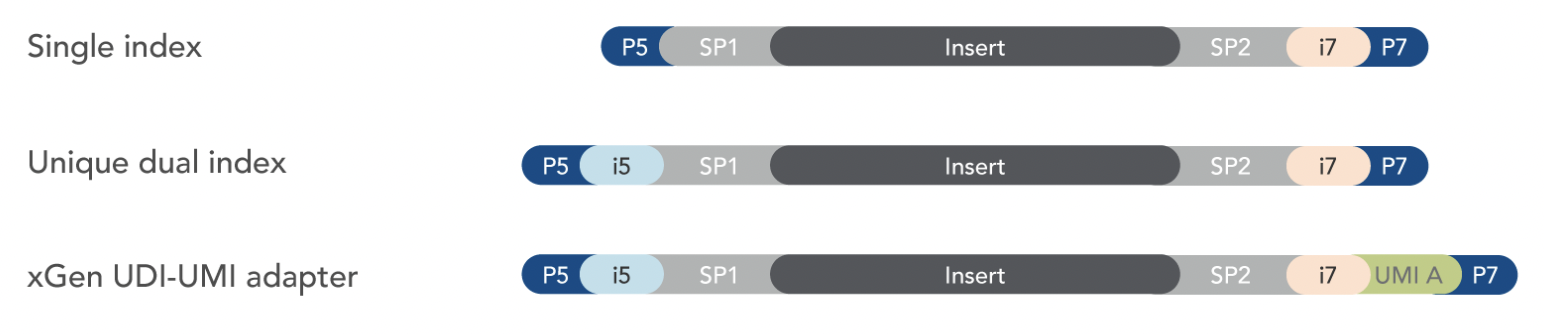 Single index P5 SP1 Insert SP2 i7 P7
Unique dual index P5 i5 SP1 Insert SP2 i7 P7
xGen UDI-UMI adapter P5 i5 SP1 Insert SP2 i7 UMI A P7